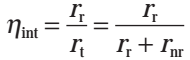 η_int = r_r / r_t = r_r / (r_r + r_nr)